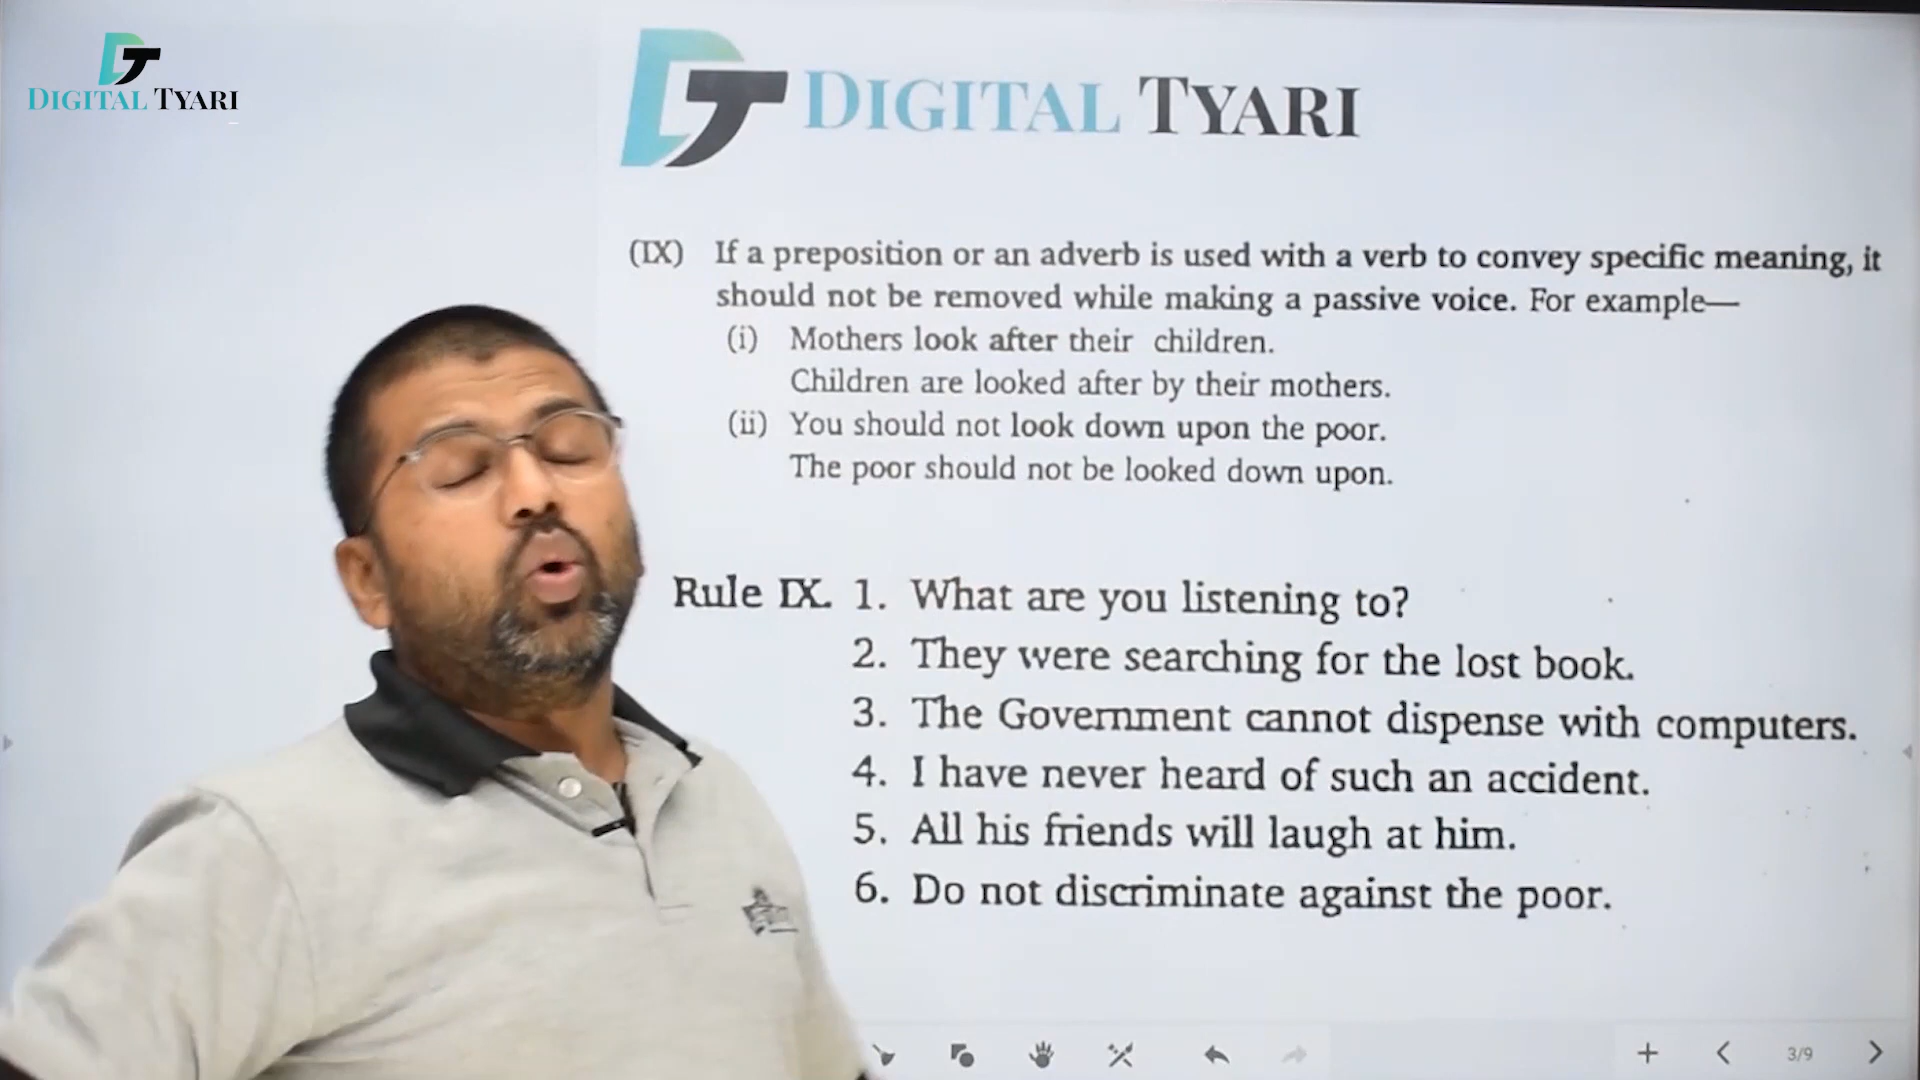 DIGITAL TYARI
DIGITAL TYARI
(IX) If a preposition or an adverb is used with a verb to convey specific meaning, it
should not be removed while making a passive voice. For example—
(i) Mothers look after their children.
Children are looked after by their mothers.
(ii) You should not look down upon the poor.
The poor should not be looked down upon.
Rule IX. 1. What are you listening to?
2. They were searching for the lost book.
3. The Government cannot dispense with computers.
4. I have never heard of such an accident.
5. All his friends will laugh at him.
6. Do not discriminate against the poor.
3/9